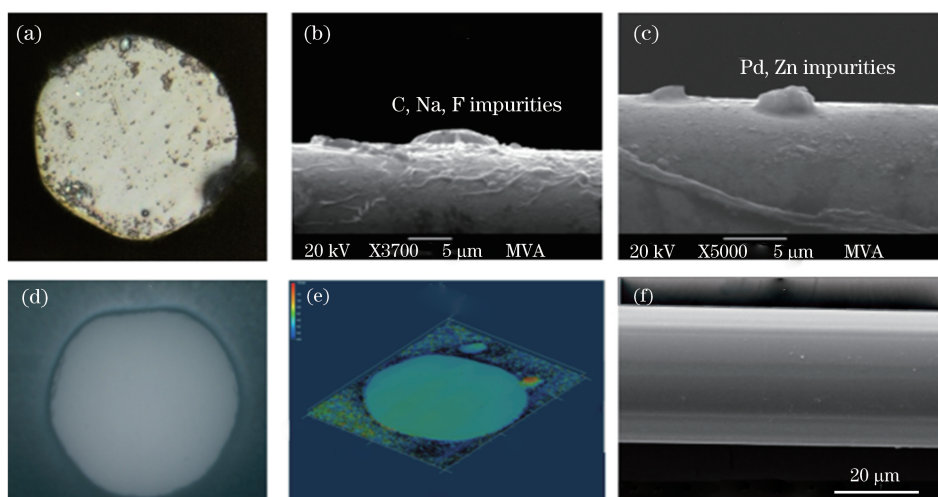 (a)
(b)
C, Na, F impurities
20 kV X3700 5 μm MVA
(c)
Pd, Zn impurities
20 kV X5000 5 μm MVA
(d)
(e)
(f)
20 μm